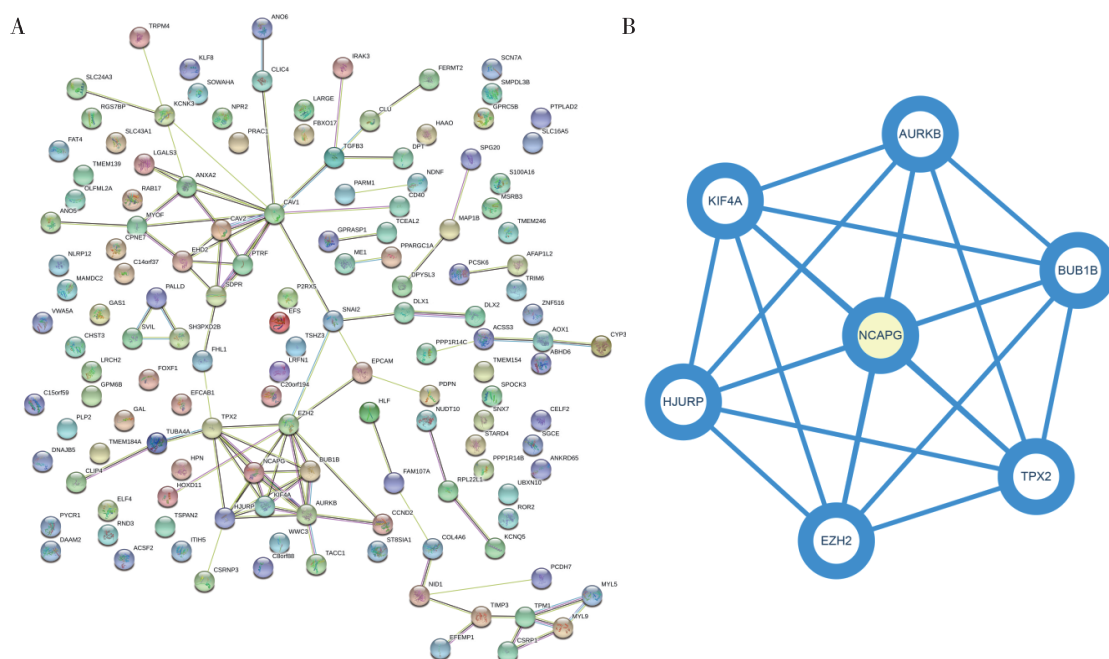 A
B
TRPM4
ANO6
KLF8
IRAK3
SCN7A
SLC24A3
SOWAHA
CLIC4
FERMT2
SMPDL3B
RGS7BP
KCNK3
NPR2
LARGE
CLU
GPRC5B
PTPLAD2
FAT4
SLC43A1
PRAC1
FBXO17
TGFB3
HAAO
SLC16A5
TMEM139
LGALS3
DPT
SPG20
OLFML2A
ANXA2
PARM1
NDNF
S100A16
RAB17
CAV1
CD40
MSRB3
ANO5
MYOF
CAV2
TCEAL2
MAP1B
TMEM246
CPNE7
EHD2
PTRF
GPRASP1
NLRP12
C14orf37
ME1
PPARGC1A
AFAP1L2
MAMDC2
SDPR
DPYSL3
PCSK6
TRIM6
PALLD
P2RX5
VWA5A
GAS1
EFS
SNAI2
DLX1
DLX2
ZNF516
SVIL
SH3PXD2B
TSHZ3
ACSS3
AOX1
CYP3
CHST3
FHL1
LRFN1
PPP1R14C
ABHD6
LRCH2
FOXF1
EPCAM
TMEM154
C15orf59
GPM6B
EFCAB1
C20orf194
PDPN
SPOCK3
PLP2
GAL
TPX2
EZH2
HLF
NUDT10
SNX7
CELF2
DNAJB5
TMEM184A
TUBA4A
STARD4
SGCE
CLIP4
HPN
NCAPG
BUB1B
FAM107A
PPP1R14B
ANKRD65
HOXD11
KIF4A
RPL22L1
UBXN10
PYCR1
ELF4
HJURP
AURKB
CCND2
ROR2
DAAM2
RND3
TSPAN2
WWC3
ST8SIA1
KCNQ5
ACSF2
ITIH5
C8orf88
TACC1
COL4A6
CSRNP3
NID1
PCDH7
TIMP3
TPM1
MYL5
EFEMP1
MYL9
CSRP1
AURKB
KIF4A
BUB1B
NCAPG
HJURP
TPX2
EZH2